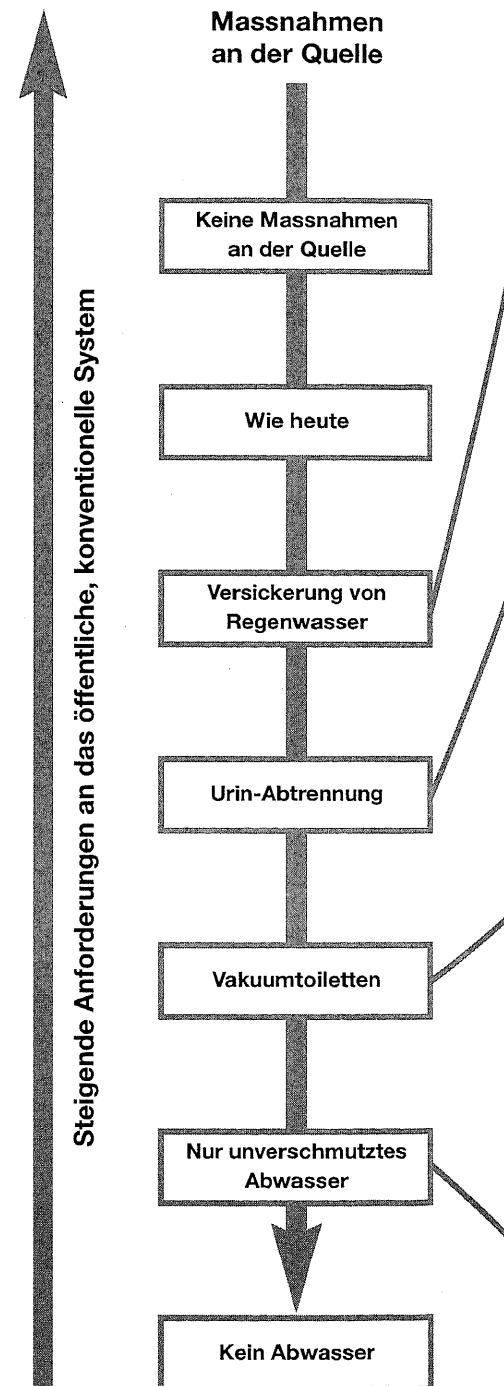 Massnahmen
an der Quelle
Keine Massnahmen
an der Quelle
Wie heute
Versickerung von
Regenwasser
Urin-Abtrennung
Vakuumtoiletten
Nur unverschmutztes
Abwasser
Kein Abwasser
Steigende Anforderungen an das öffentliche, konventionelle System